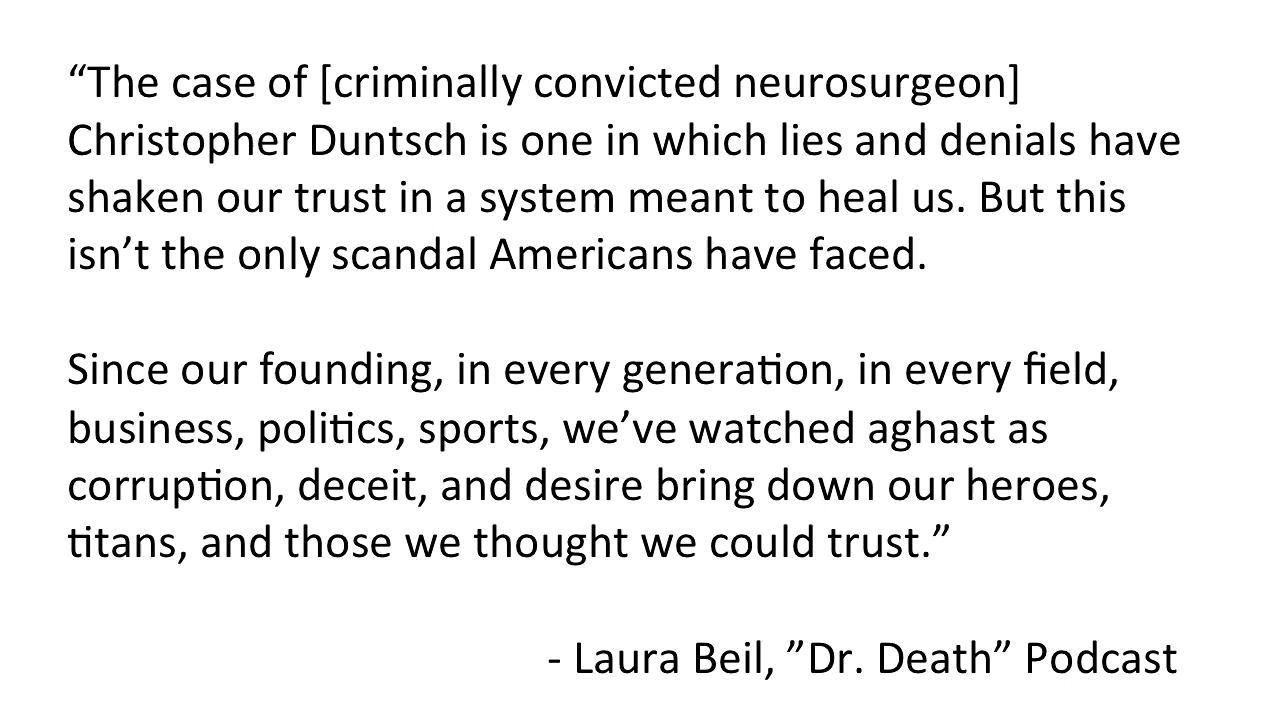 “The case of [criminally convicted neurosurgeon]
Christopher Duntsch is one in which lies and denials have
shaken our trust in a system meant to heal us. But this
isn’t the only scandal Americans have faced.
Since our founding, in every generation, in every field,
business, politics, sports, we’ve watched aghast as
corruption, deceit, and desire bring down our heroes,
titans, and those we thought we could trust.”
- Laura Beil, ”Dr. Death” Podcast